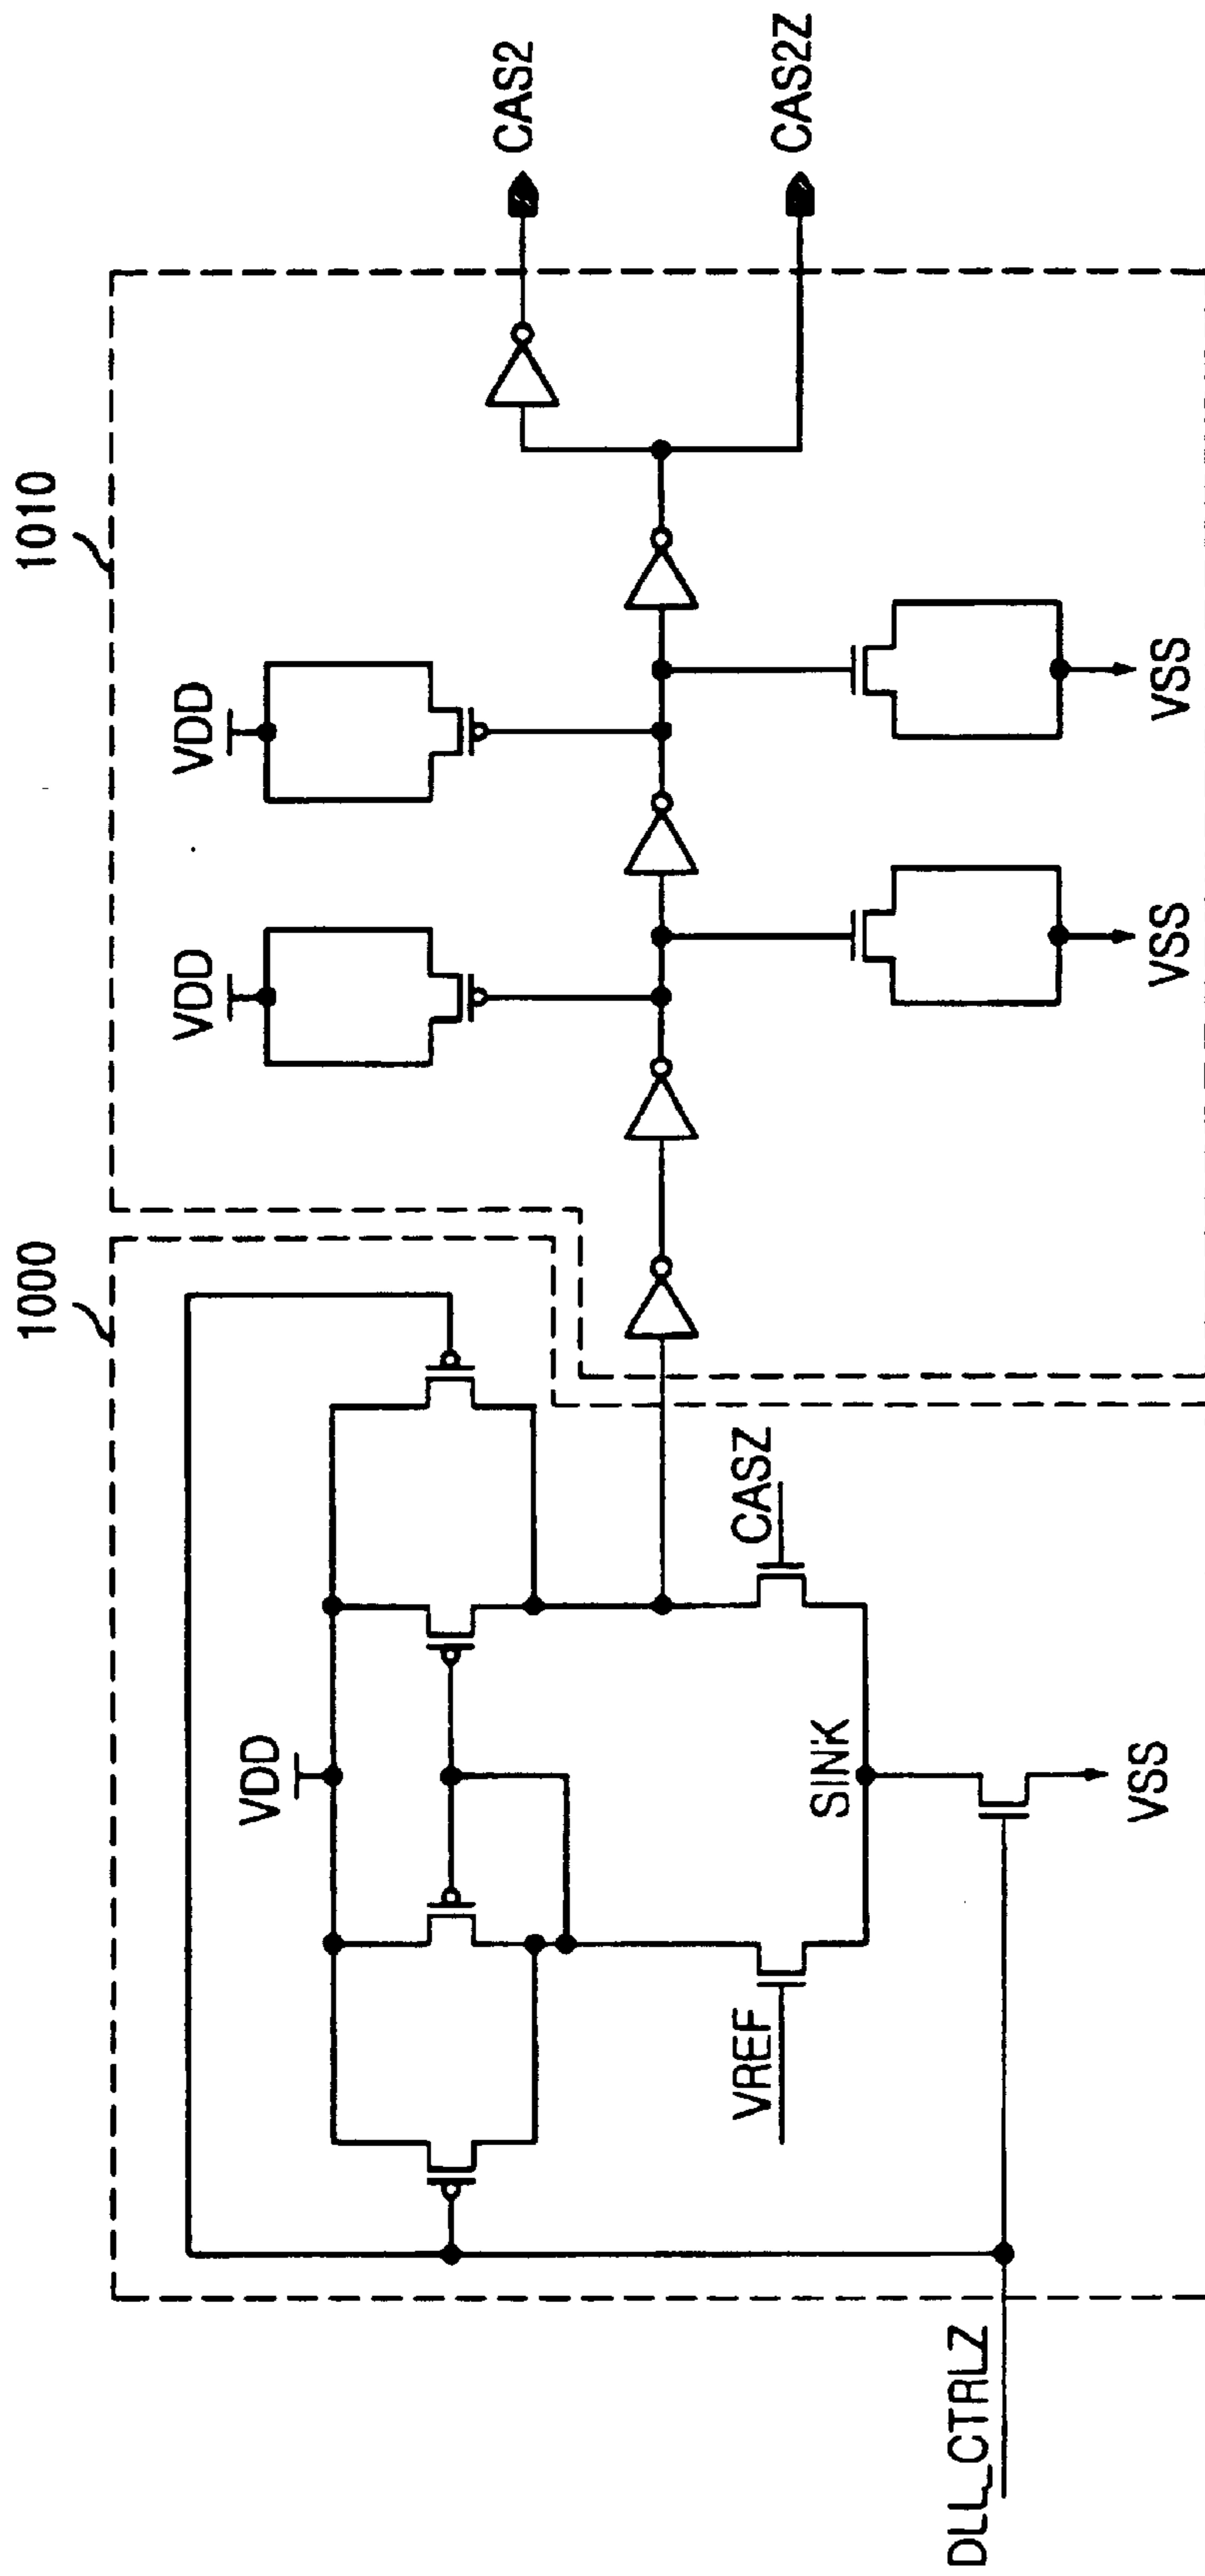 1000
1010
VDD
VDD
VDD
CAS2
CAS2Z
VREF
SINK
CASZ
DLL_CTRLZ
VSS
VSS
VSS